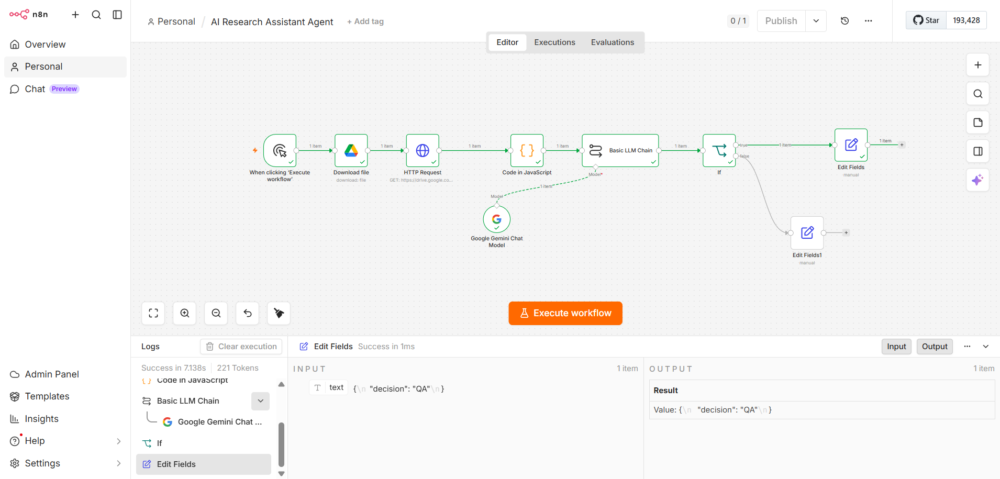 n8n
Overview
Personal
Chat Preview
Admin Panel
Templates
Insights
Help
Settings
Personal / AI Research Assistant Agent + Add tag
0 / 1
Publish
Star 193,428
Editor Executions Evaluations
1 item
1 item
1 item
1 item
1 item
true
false
1 item
1 item
When clicking ‘Execute
workflow’
Download file
download: file
HTTP Request
GET: https://drive.google.co...
Code in JavaScript
Basic LLM Chain
Model*
1 item
Model
Google Gemini Chat
Model
If
Edit Fields
manual
Edit Fields1
manual
Execute workflow
Logs
Clear execution
Success in 7.138s 221 Tokens
Code in JavaScript
Basic LLM Chain
Google Gemini Chat ...
If
Edit Fields
Edit Fields Success in 1ms
Input Output
INPUT
1 item
T text {\n "decision": "QA"\n}
OUTPUT
1 item
Result
Value: {\n "decision": "QA"\n}